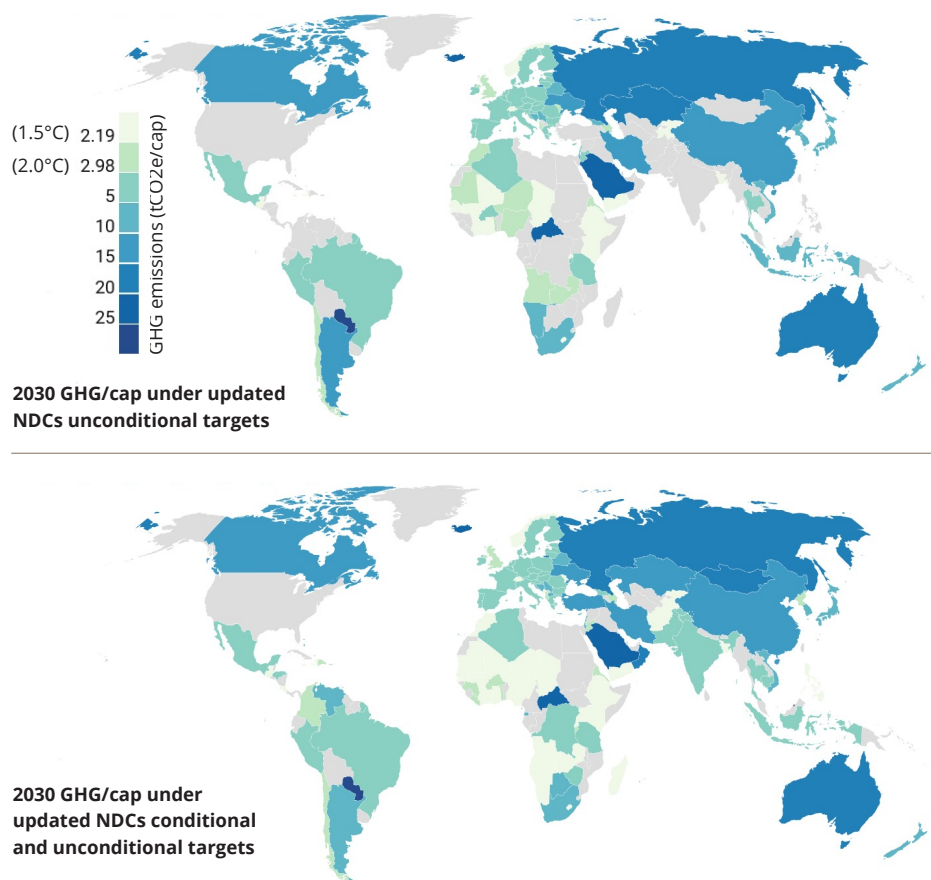 (1.5°C) 2.19
(2.0°C) 2.98
5
10
15
20
25
GHG emissions (tCO2e/cap)
2030 GHG/cap under updated
NDCs unconditional targets
2030 GHG/cap under
updated NDCs conditional
and unconditional targets